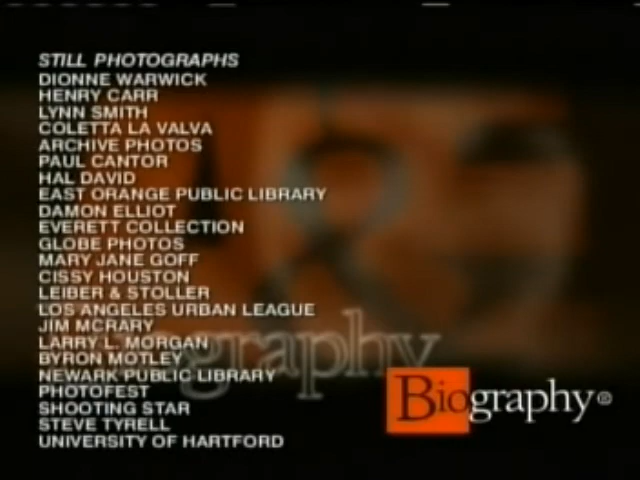 STILL PHOTOGRAPHS
DIONNE WARWICK
HENRY CARR
LYNN SMITH
COLETTA LA VALVA
ARCHIVE PHOTOS
PAUL CANTOR
HAL DAVID
EAST ORANGE PUBLIC LIBRARY
DAMON ELLIOT
EVERETT COLLECTION
GLOBE PHOTOS
MARY JANE GOFF
CISSY HOUSTON
LEIBER & STOLLER
LOS ANGELES URBAN LEAGUE
JIM MCRARY
LARRY L. MORGAN
BYRON MOTLEY
NEWARK PUBLIC LIBRARY
PHOTOFEST
SHOOTING STAR
STEVE TYRELL
UNIVERSITY OF HARTFORD
ography
A&E
Biography®